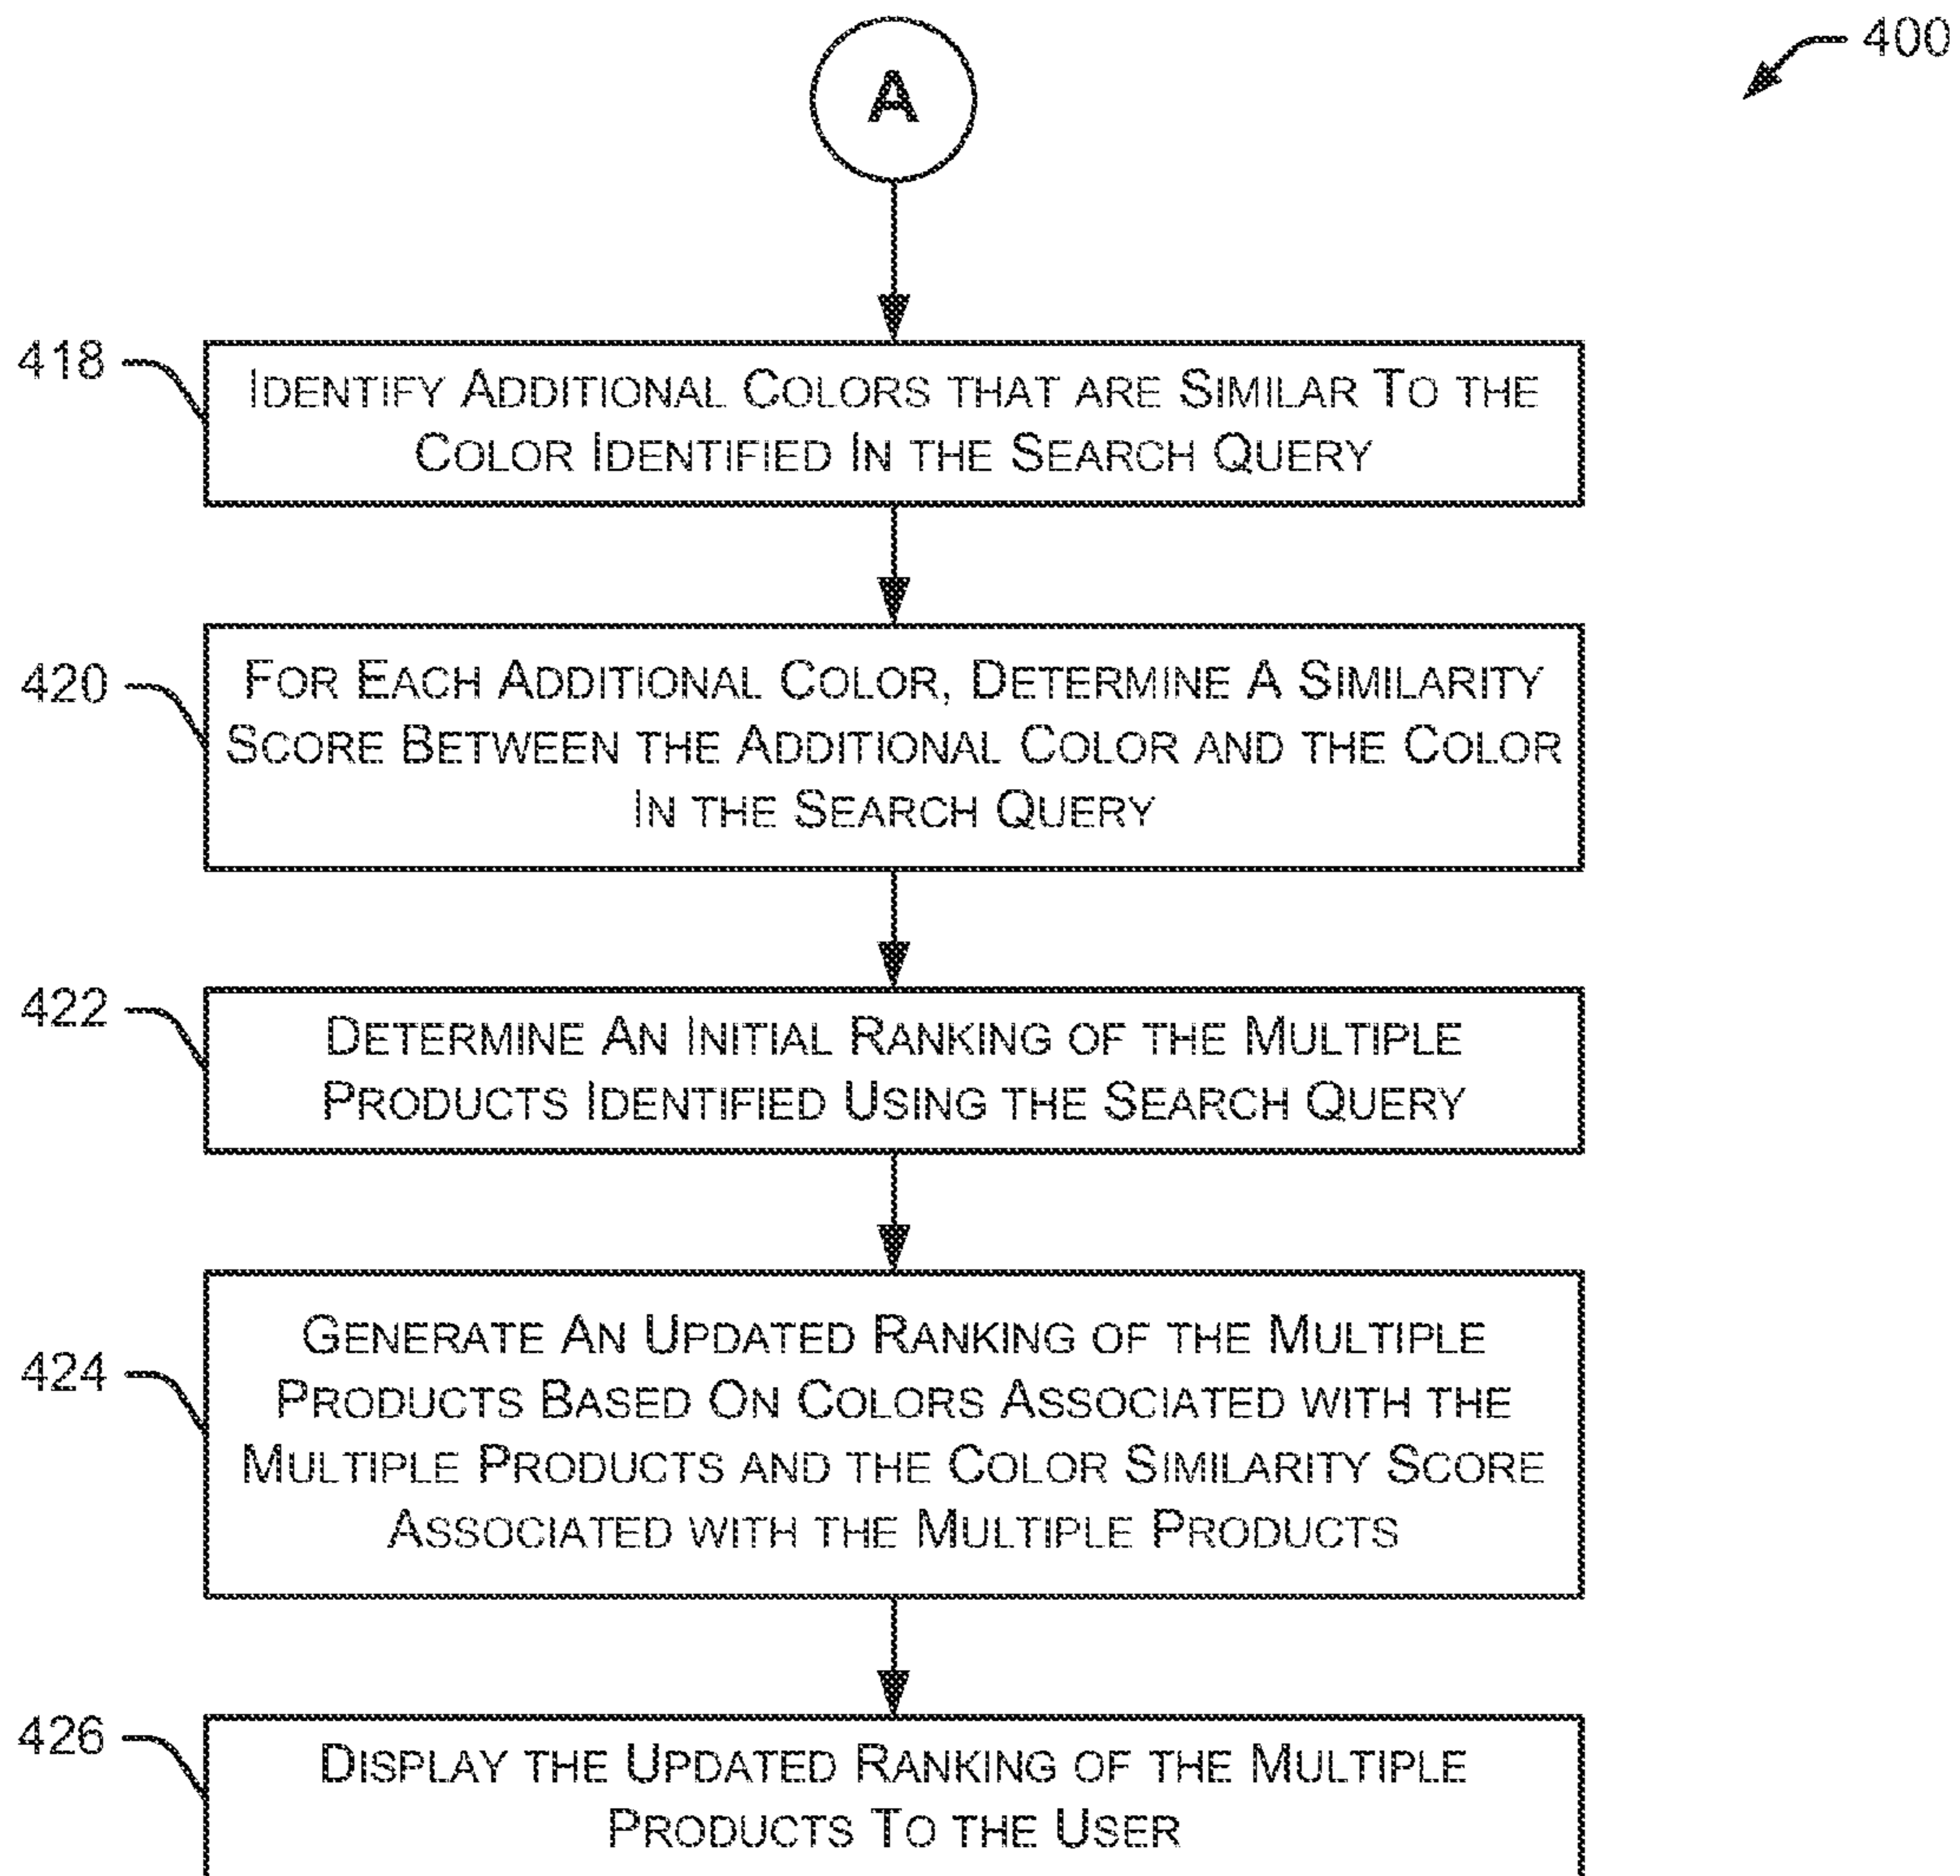 A
400
418
IDENTIFY ADDITIONAL COLORS THAT ARE SIMILAR TO THE
COLOR IDENTIFIED IN THE SEARCH QUERY
420
FOR EACH ADDITIONAL COLOR, DETERMINE A SIMILARITY
SCORE BETWEEN THE ADDITIONAL COLOR AND THE COLOR
IN THE SEARCH QUERY
422
DETERMINE AN INITIAL RANKING OF THE MULTIPLE
PRODUCTS IDENTIFIED USING THE SEARCH QUERY
424
GENERATE AN UPDATED RANKING OF THE MULTIPLE
PRODUCTS BASED ON COLORS ASSOCIATED WITH THE
MULTIPLE PRODUCTS AND THE COLOR SIMILARITY SCORE
ASSOCIATED WITH THE MULTIPLE PRODUCTS
426
DISPLAY THE UPDATED RANKING OF THE MULTIPLE
PRODUCTS TO THE USER